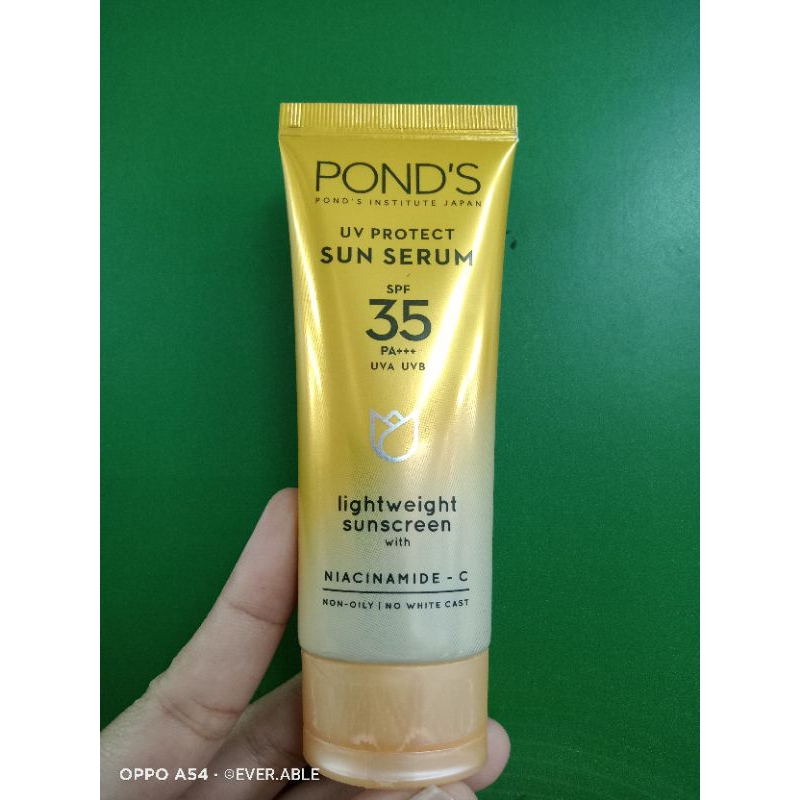 POND'S
POND'S INSTITUTE JAPAN
UV PROTECT
SUN SERUM
SPF
35
PA+++
UVA UVB
lightweight
sunscreen
with
NIACINAMIDE - C
NON-OILY | NO WHITE CAST
OPPO A54 · ©EVER.ABLE